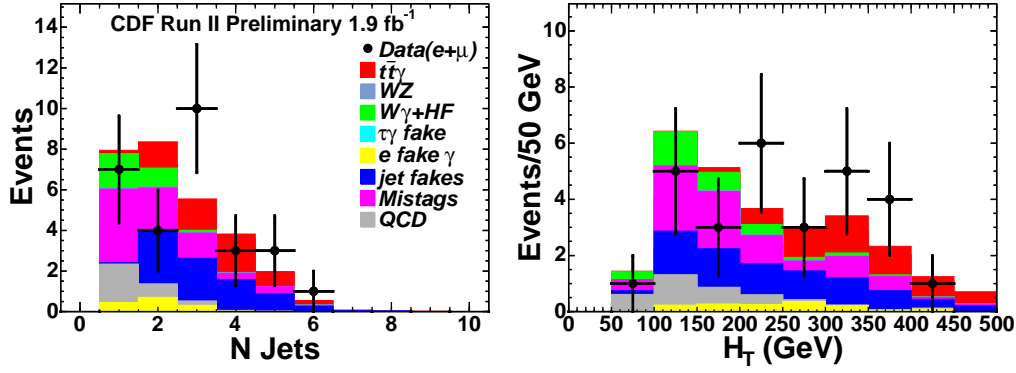 CDF Run II Preliminary 1.9 fb⁻¹
Data(e+μ)
tt̄γ
WZ
Wγ+HF
τγ fake
e fake γ
jet fakes
Mistags
QCD
Events
14
12
10
8
6
4
2
0
0 2 4 6 8 10
N Jets
Events/50 GeV
10
8
6
4
2
0
0 50 100 150 200 250 300 350 400 450 500
H_T (GeV)